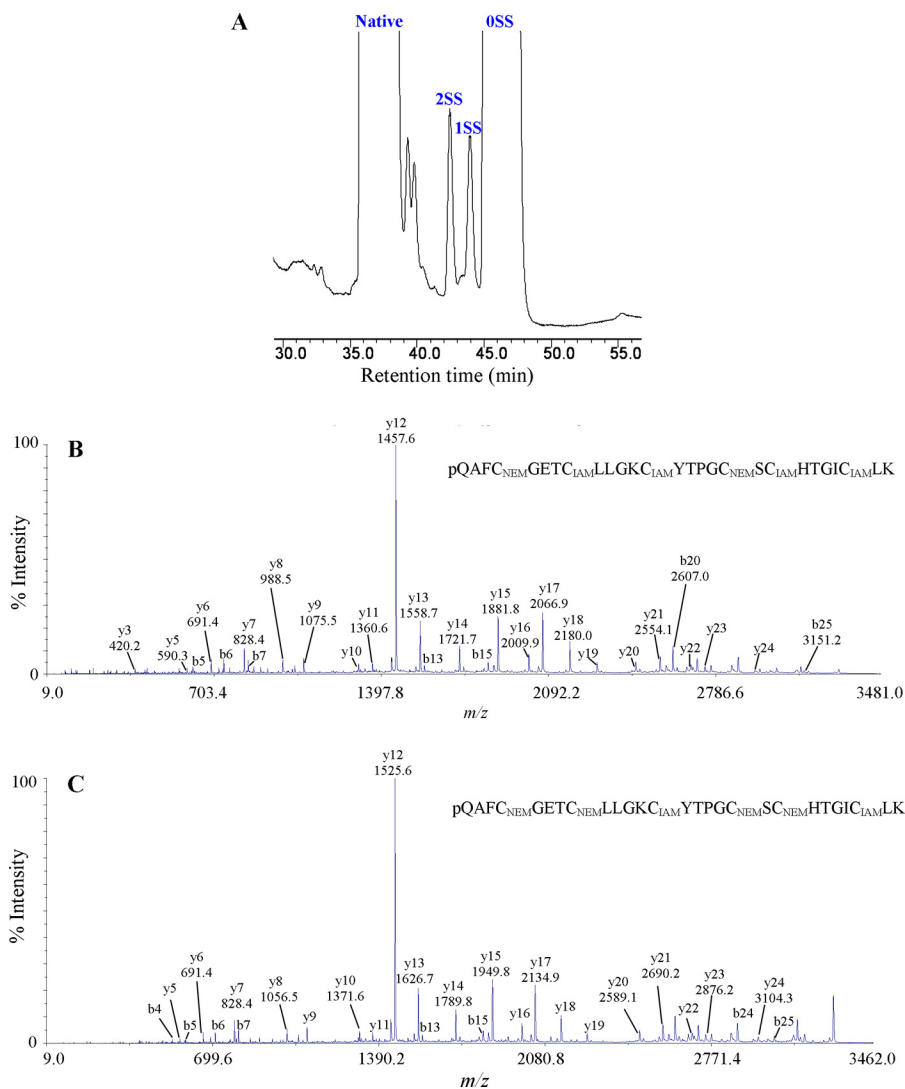 A
Native
0SS
2SS
1SS
30.0 35.0 40.0 45.0 50.0 55.0
Retention time (min)
B
100
% Intensity
0
pQAFCNEMGETCIAMLLGKCIAMYTPGCNEMSCIAMHTGICIAMLK
y3
420.2
y5
590.3
b5
y6
691.4
b6
y7
828.4
b7
y8
988.5
y9
1075.5
y10
y11
1360.6
y12
1457.6
y13
1558.7
b13
y14
1721.7
b15
y15
1881.8
y16
2009.9
y17
2066.9
y18
2180.0
y19
y20
y21
2554.1
b20
2607.0
y22
y23
y24
b25
3151.2
9.0 703.4 1397.8 2092.2 2786.6 3481.0
m/z
C
100
% Intensity
0
pQAFCNEMGETCNEMLLGKCIAMYTPGCNEMSCNEMHTGICIAMLK
b4
y5
b5
y6
691.4
b6
y7
828.4
b7
y8
1056.5
y9
y10
1371.6
y11
y12
1525.6
y13
1626.7
b13
y14
1789.8
b15
y15
1949.8
y16
y17
2134.9
y18
y19
y20
2589.1
y21
2690.2
y22
y23
2876.2
b24
y24
3104.3
b25
9.0 699.6 1390.2 2080.8 2771.4 3462.0
m/z